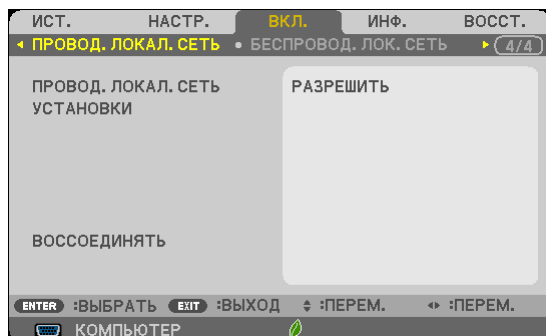 ИСТ. НАСТР. ВКЛ. ИНФ. ВОССТ.
ПРОВОД. ЛОКАЛ. СЕТЬ • БЕСПРОВОД. ЛОК. СЕТЬ 4/4
ПРОВОД. ЛОКАЛ. СЕТЬ РАЗРЕШИТЬ
УСТАНОВКИ
ВОССОЕДИНЯТЬ
ENTER :ВЫБРАТЬ EXIT :ВЫХОД :ПЕРЕМ. :ПЕРЕМ.
КОМПЬЮТЕР